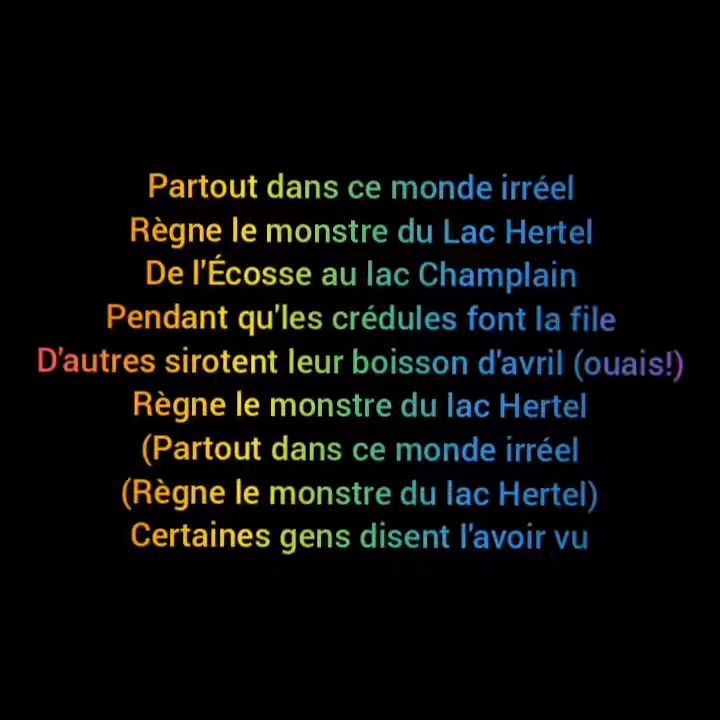 Partout dans ce monde irréel
Règne le monstre du Lac Hertel
De l'Écosse au lac Champlain
Pendant qu'les crédules font la file
D'autres sirotent leur boisson d'avril (ouais!)
Règne le monstre du lac Hertel
(Partout dans ce monde irréel
(Règne le monstre du lac Hertel)
Certaines gens disent l'avoir vu